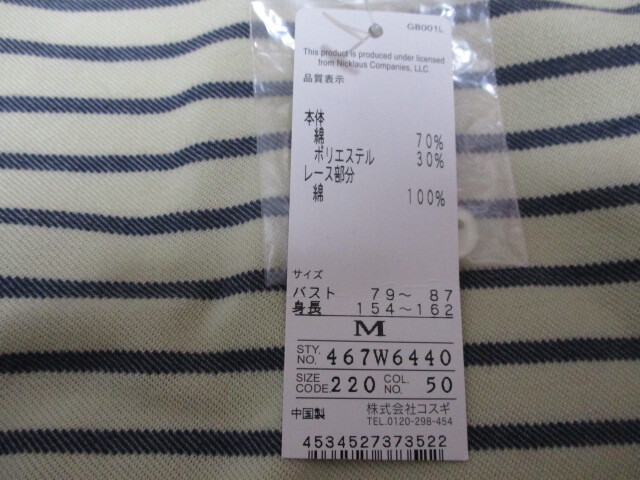 GB001L
This product is produced under licensed
from Nicklaus Companies, LLC.
品質表示
本体
綿 70%
ポリエステル 30%
レース部分
綿 100%
サイズ
バスト 79～ 87
身長 154～162
M
STY. NO. 467W6440
SIZE CODE. 220 COL. NO. 50
中国製 株式会社コスギ
TEL.0120-298-454
4534527373522